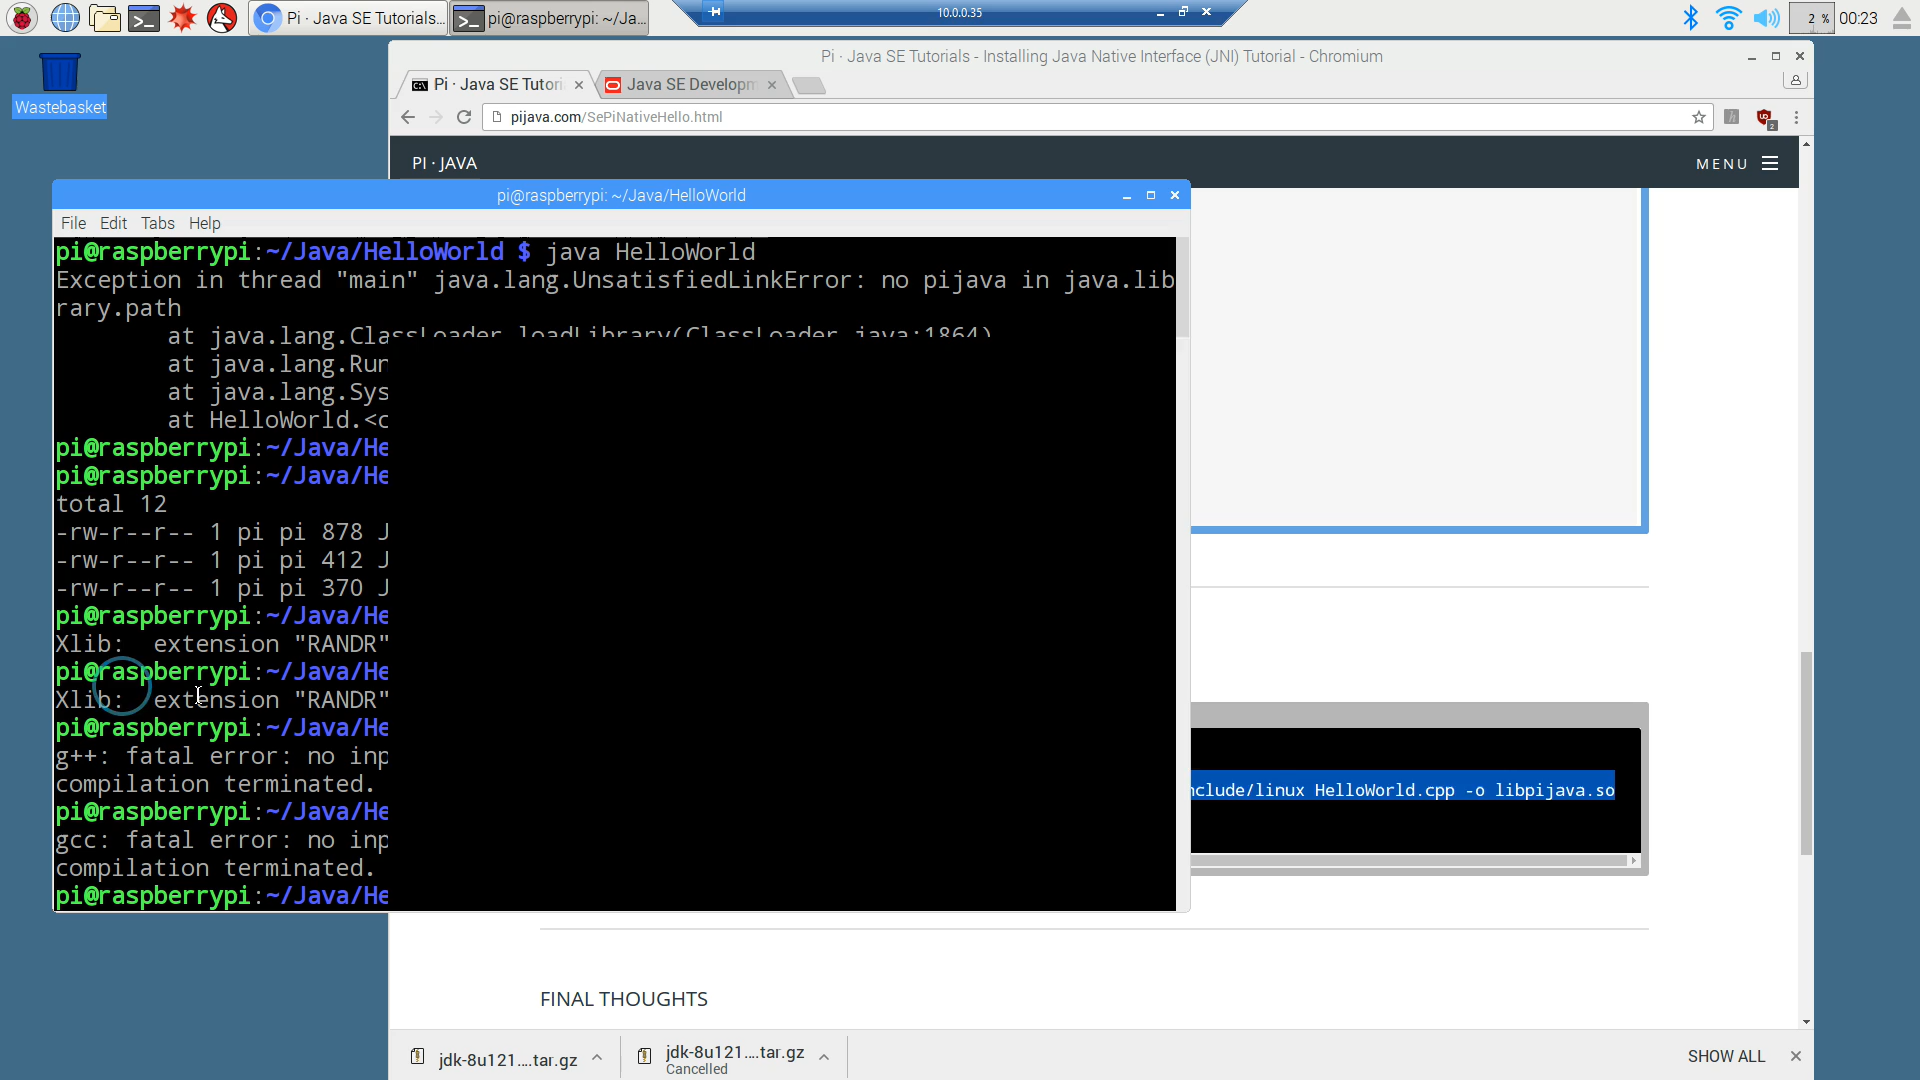 Pi · Java SE Tutorials...
pi@raspberrypi: ~/Ja...
10.0.0.35
2 %
00:23
Wastebasket
Pi · Java SE Tutorials - Installing Java Native Interface (JNI) Tutorial - Chromium
Pi · Java SE Tutori
Java SE Developm
pijava.com/SePiNativeHello.html
2
PI · JAVA
MENU
pi@raspberrypi: ~/Java/HelloWorld
File Edit Tabs Help
pi@raspberrypi:~/Java/HelloWorld $ java HelloWorld
Exception in thread "main" java.lang.UnsatisfiedLinkError: no pijava in java.lib
rary.path
at java.lang.ClassLoader.loadLibrary(ClassLoader.java:1864)
at java.lang.Run
at java.lang.Sys
at HelloWorld.<c
pi@raspberrypi:~/Java/He
pi@raspberrypi:~/Java/He
total 12
-rw-r--r-- 1 pi pi 878 J
-rw-r--r-- 1 pi pi 412 J
-rw-r--r-- 1 pi pi 370 J
pi@raspberrypi:~/Java/He
Xlib:  extension "RANDR"
pi@raspberrypi:~/Java/He
Xlib:  extension "RANDR"
pi@raspberrypi:~/Java/He
g++: fatal error: no inp
compilation terminated.
pi@raspberrypi:~/Java/He
gcc: fatal error: no inp
compilation terminated.
pi@raspberrypi:~/Java/He
nclude/linux HelloWorld.cpp -o libpijava.so
FINAL THOUGHTS
jdk-8u121....tar.gz
jdk-8u121....tar.gz
Cancelled
SHOW ALL